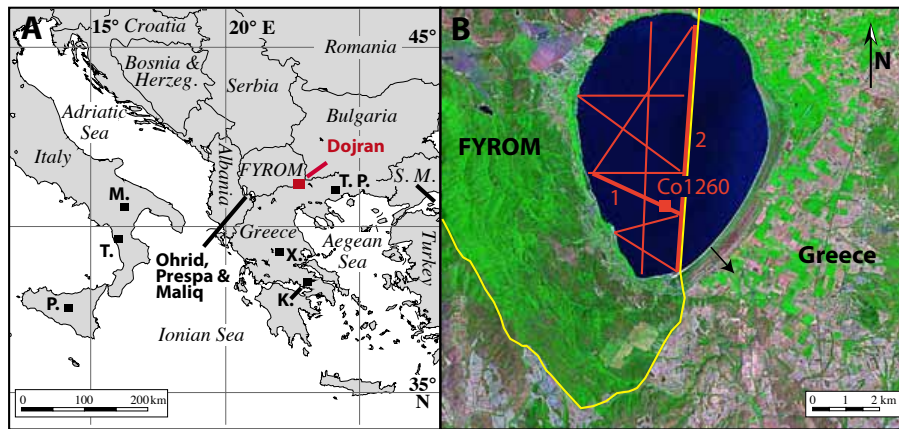 A
15°
20° E
45°
Croatia
Romania
Bosnia &
Herzeg.
Serbia
Adriatic
Sea
Bulgaria
Italy
Albania
FYROM
Dojran
T. P.
S. M.
M.
T.
Greece
Aegean
Sea
Turkey
Ohrid,
Prespa &
Maliq
X.
K.
P.
Ionian Sea
35°
N
0 100 200 km
B
N
FYROM
2
Co1260
1
Greece
0 1 2 km